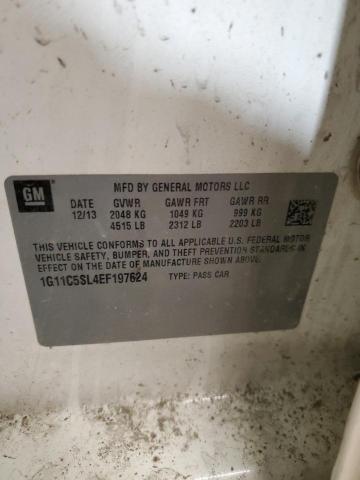 GM
MFD BY GENERAL MOTORS LLC
DATE GVWR GAWR FRT GAWR RR
12/13 2048 KG 1049 KG 999 KG
4515 LB 2312 LB 2203 LB
THIS VEHICLE CONFORMS TO ALL APPLICABLE U.S. FEDERAL MOTOR
VEHICLE SAFETY, BUMPER, AND THEFT PREVENTION STANDARDS IN
EFFECT ON THE DATE OF MANUFACTURE SHOWN ABOVE.
1G11C5SL4EF197624 TYPE: PASS CAR